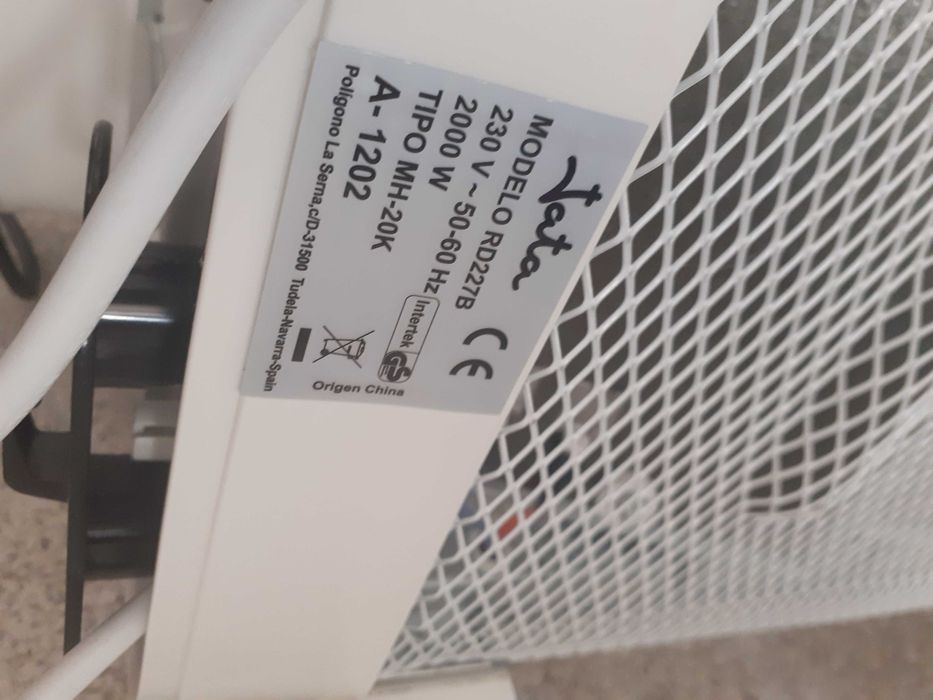 Jata
MODELO RD227B
230 V ~ 50-60 Hz
2000 W
TIPO MH-20K
A- 1202
Polígono La Serna,c/D-31500 Tudela-Navarra-Spain
CE
Intertek GS
Origen China